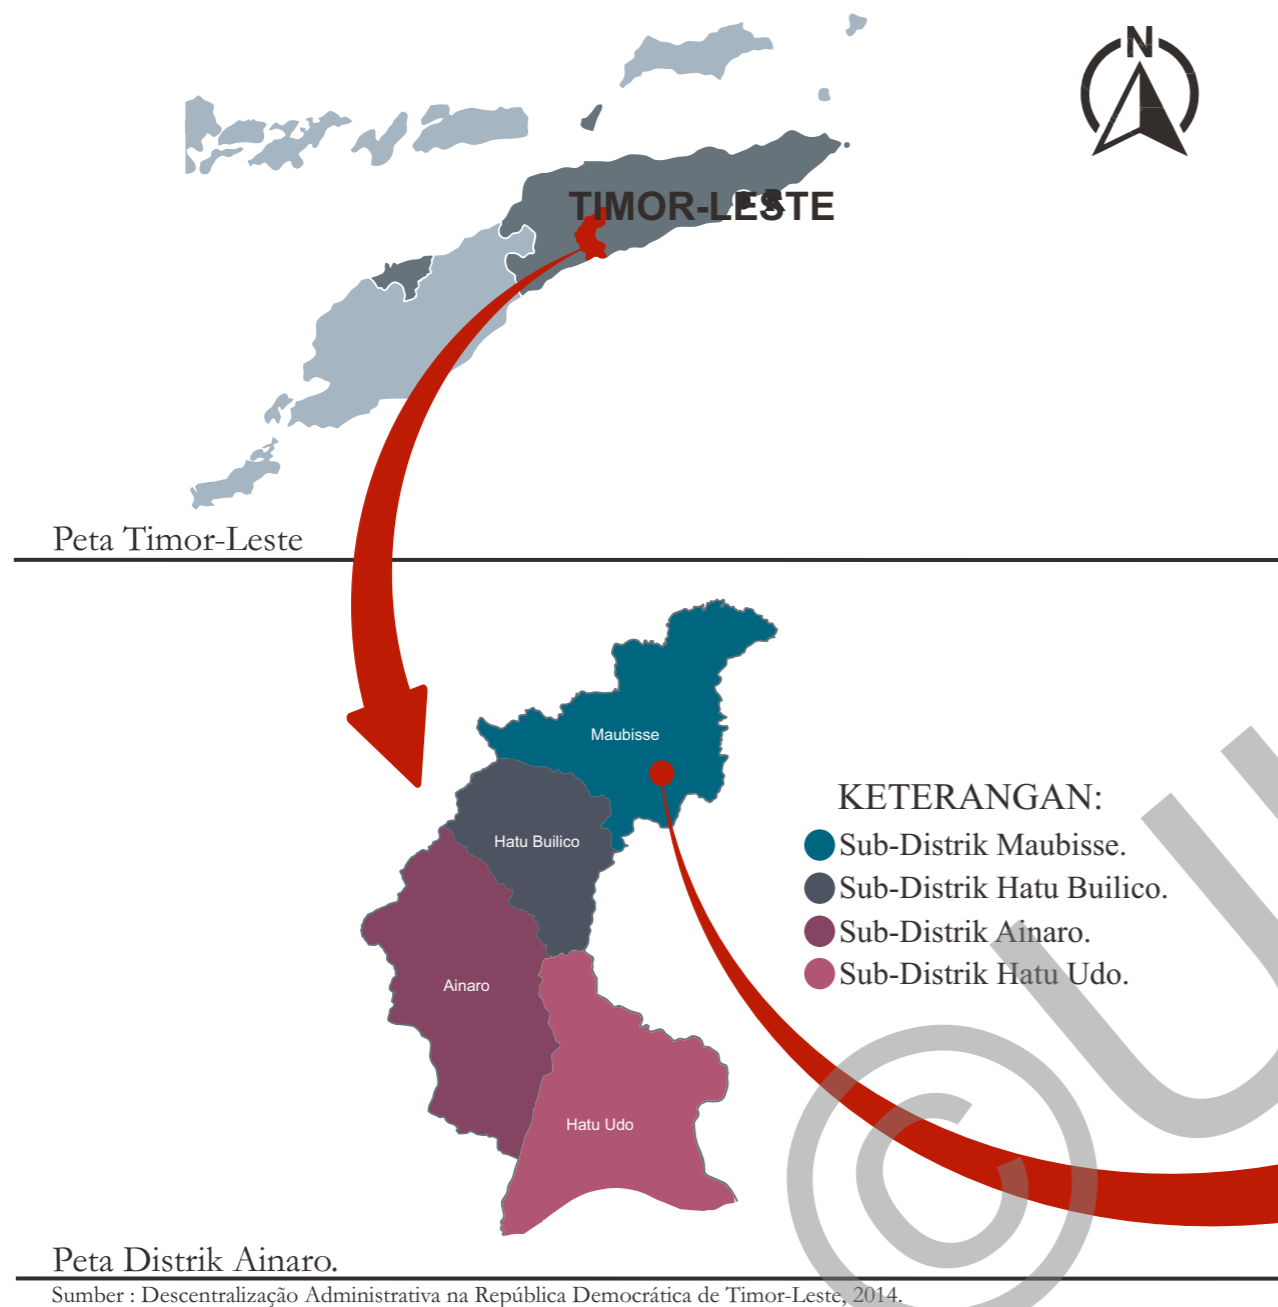 N
TIMOR-LESTE
Peta Timor-Leste
Maubisse
Hatu Builico
Ainaro
Hatu Udo
KETERANGAN:
Sub-Distrik Maubisse.
Sub-Distrik Hatu Builico.
Sub-Distrik Ainaro.
Sub-Distrik Hatu Udo.
©U
Peta Distrik Ainaro.
Sumber : Descentralização Administrativa na República Democrática de Timor-Leste, 2014.